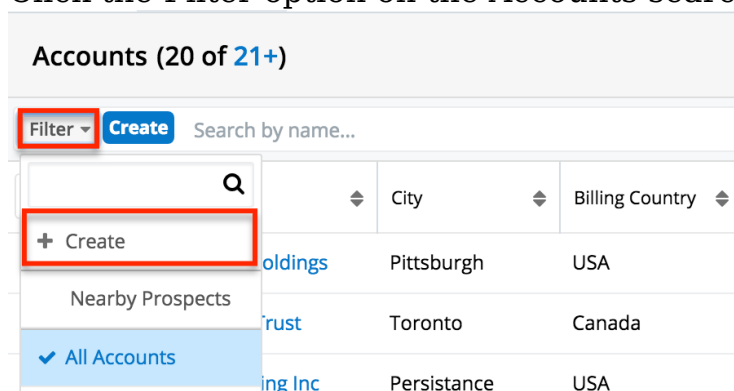 Accounts (20 of 21+)
Filter Create Search by name...
City Billing Country
+ Create
oldings Pittsburgh USA
Nearby Prospects
Trust Toronto Canada
All Accounts
ing Inc Persistance USA